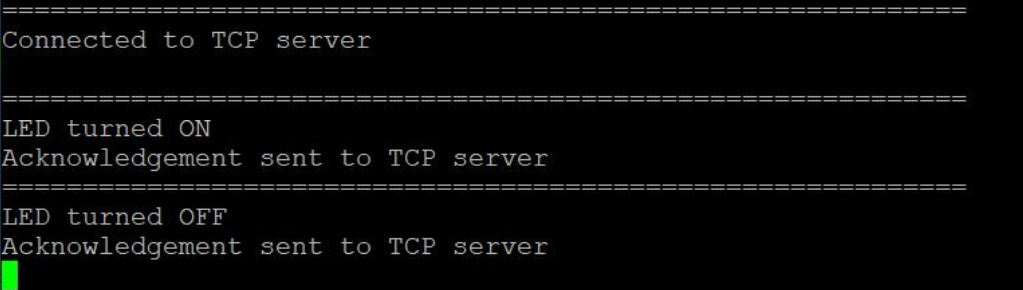 ============================================================
Connected to TCP server
============================================================
LED turned ON
Acknowledgement sent to TCP server
============================================================
LED turned OFF
Acknowledgement sent to TCP server